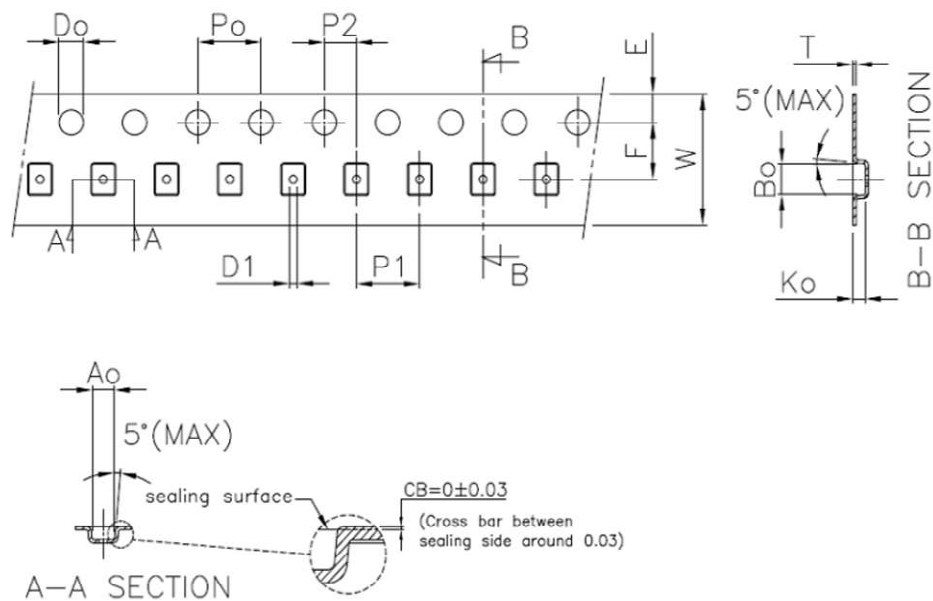 Do
Po
P2
B
E
T
5°(MAX)
F
W
Bo
B-B SECTION
A
A
D1
P1
B
Ko
Ao
5°(MAX)
sealing surface
CB=0±0.03
(Cross bar between
sealing side around 0.03)
A-A SECTION